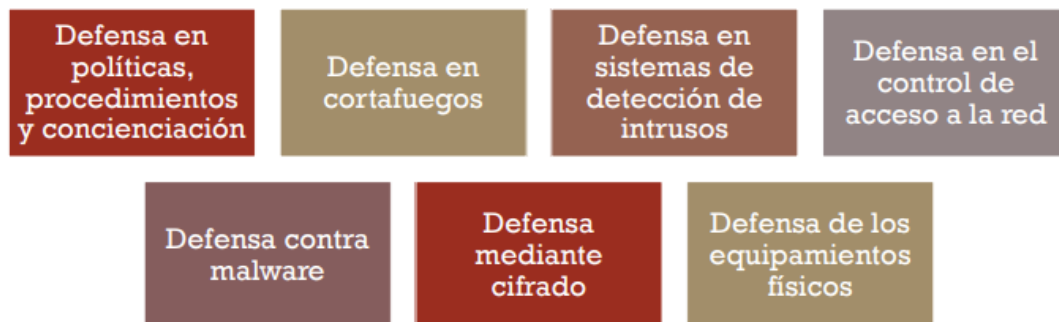 Defensa en
políticas,
procedimientos
y concienciación
Defensa en
cortafuegos
Defensa en
sistemas de
detección de
intrusos
Defensa en el
control de
acceso a la red
Defensa contra
malware
Defensa
mediante
cifrado
Defensa de los
equipamientos
físicos